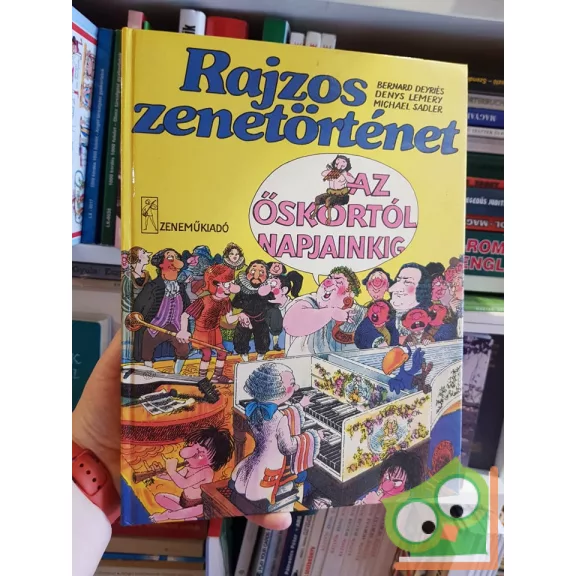 Rajzos
zenetörténet
BERNARD DEYRIÈS
DENYS LEMERY
MICHAEL SADLER
AZ
ŐSKORTÓL
NAPJAINKIG
ZENEMŰKIADÓ